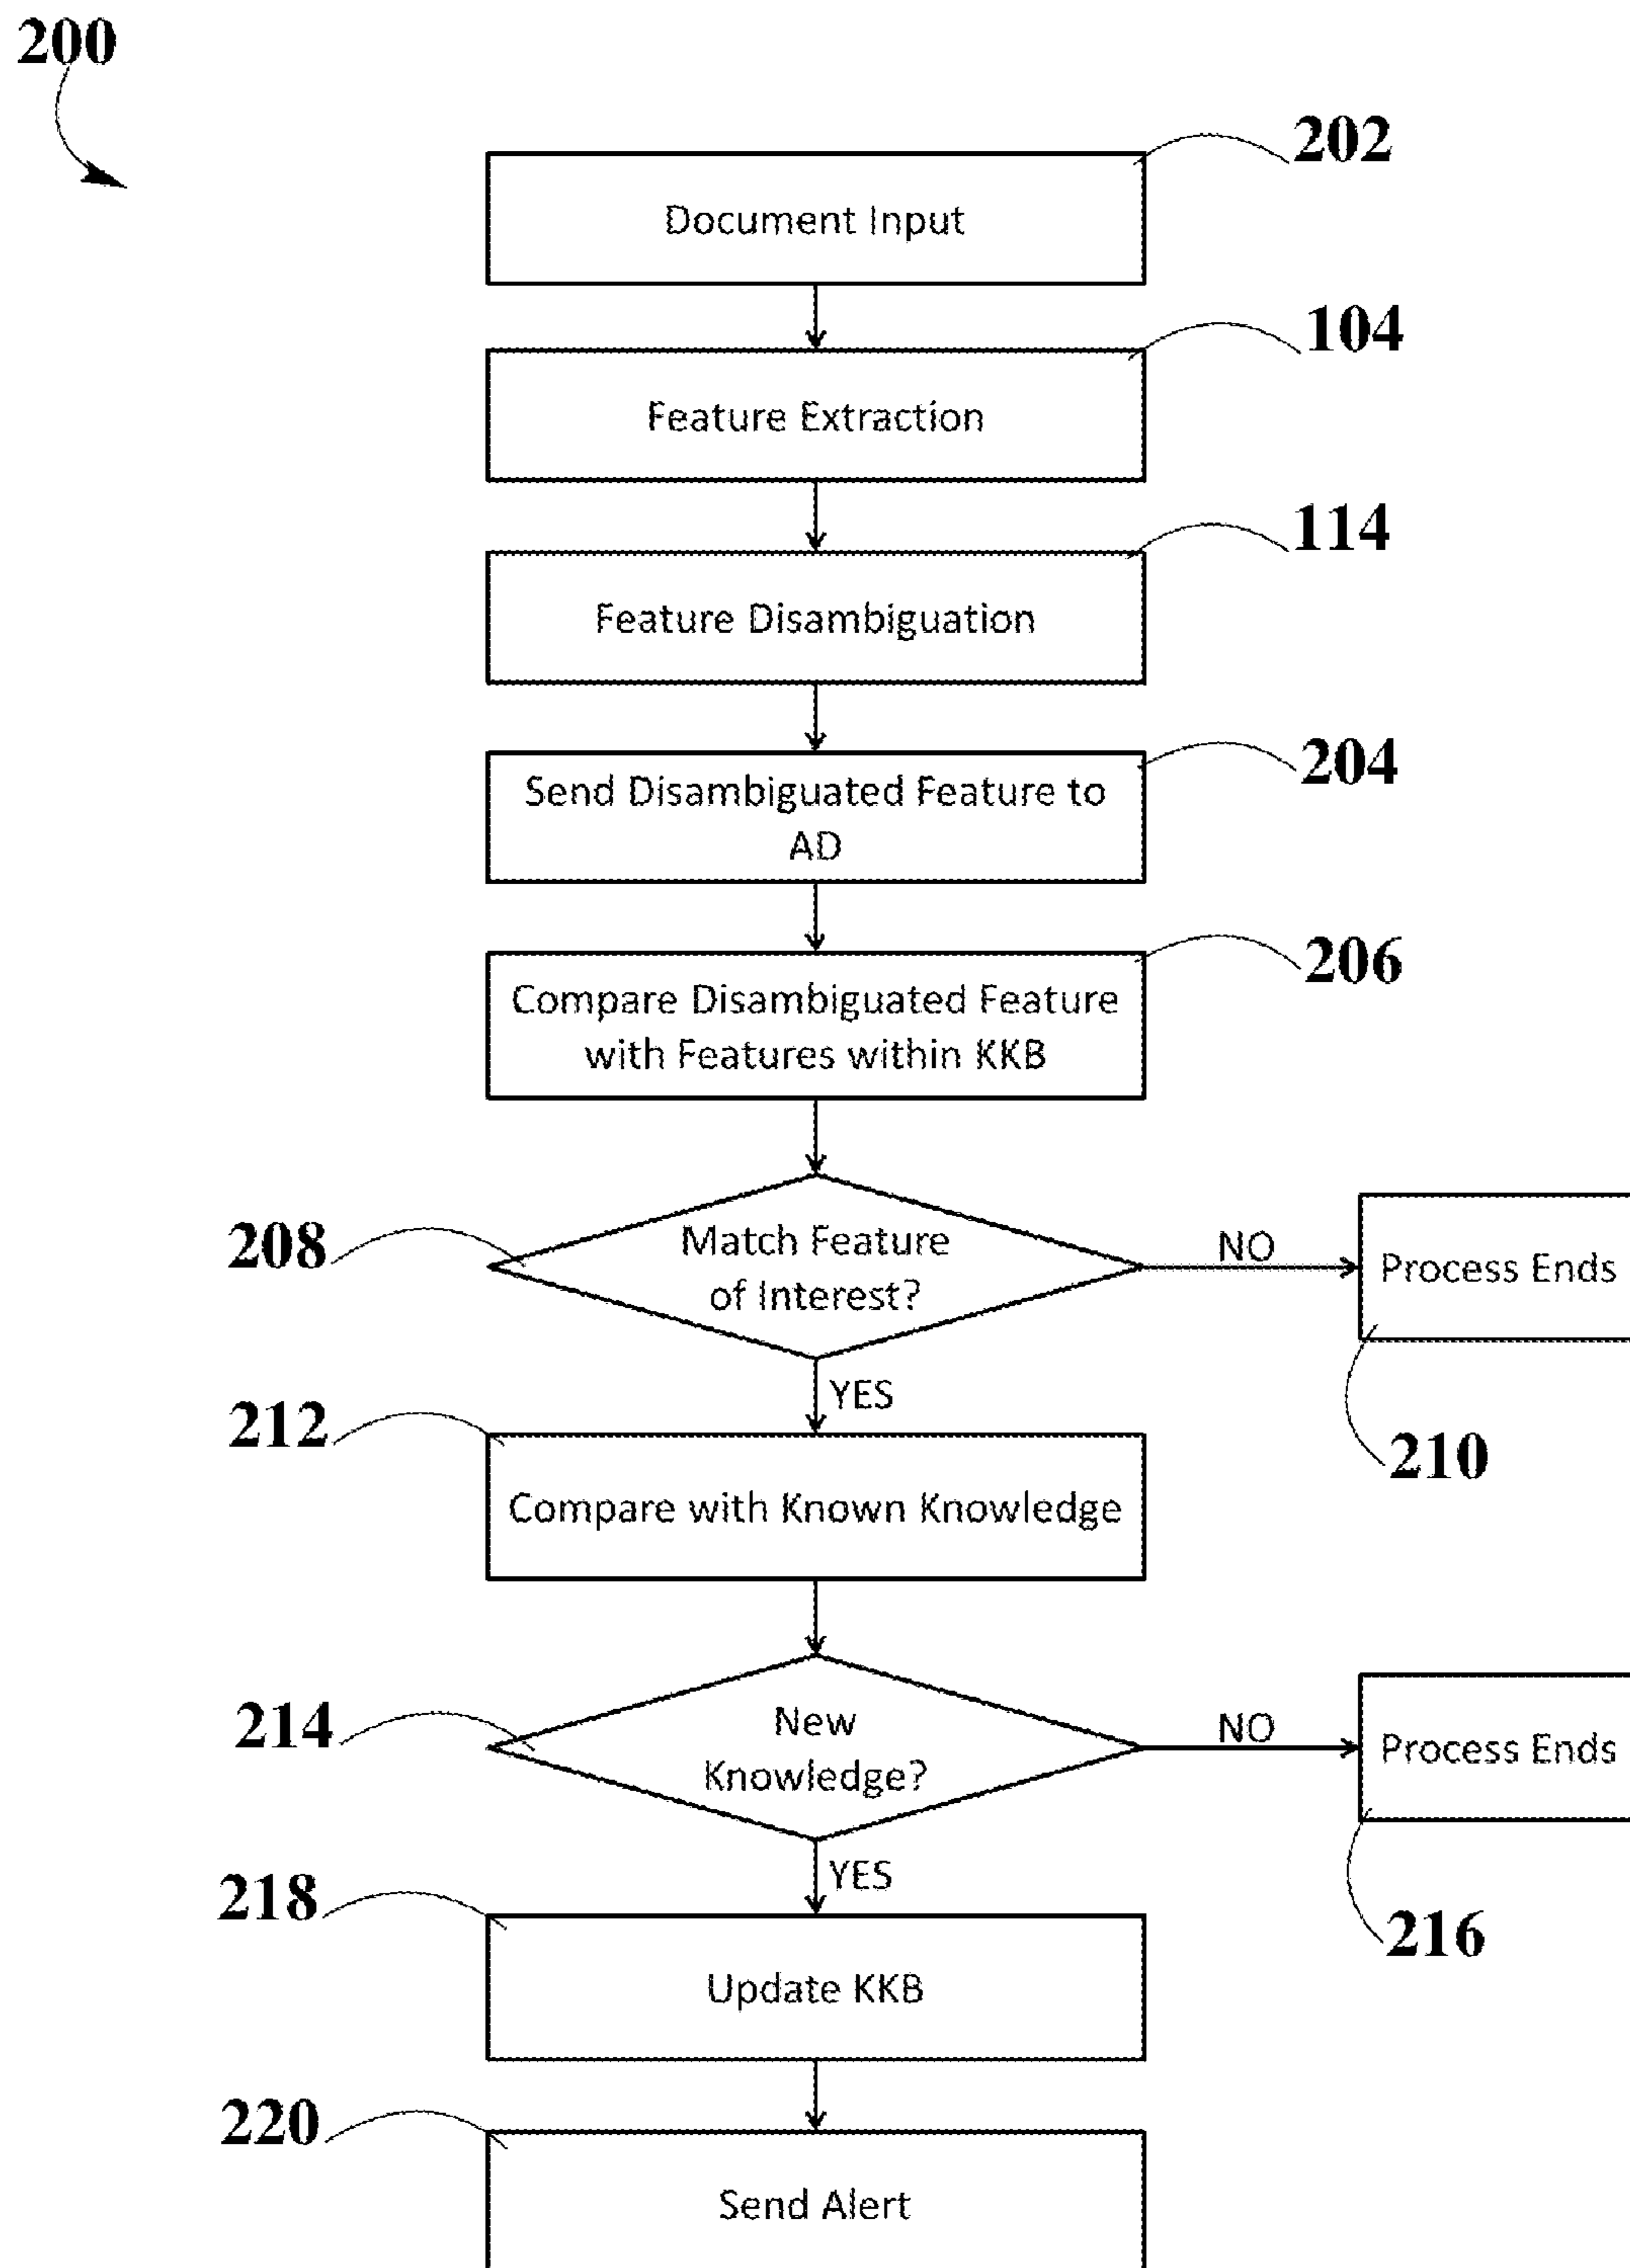 200
202
Document Input
104
Feature Extraction
114
Feature Disambiguation
204
Send Disambiguated Feature to
AD
206
Compare Disambiguated Feature
with Features within KKB
208
Match Feature
of Interest?
NO
Process Ends
210
YES
212
Compare with Known Knowledge
214
New
Knowledge?
NO
Process Ends
216
YES
218
Update KKB
220
Send Alert